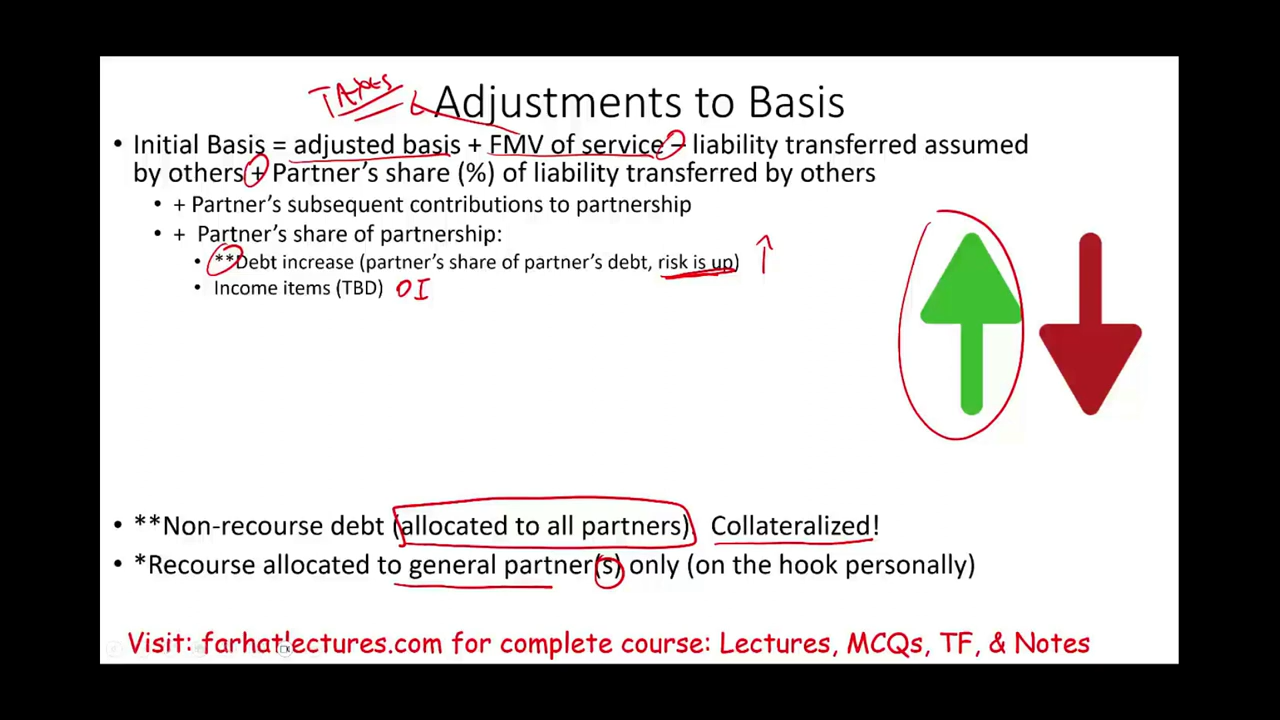 TAXES
Adjustments to Basis
• Initial Basis = adjusted basis + FMV of service – liability transferred assumed
by others + Partner's share (%) of liability transferred by others
• + Partner's subsequent contributions to partnership
• + Partner's share of partnership:
• **Debt increase (partner's share of partner's debt, risk is up)
• Income items (TBD) OI
• **Non-recourse debt (allocated to all partners). Collateralized!
• *Recourse allocated to general partner(s) only (on the hook personally)
Visit: farhatlectures.com for complete course: Lectures, MCQs, TF, & Notes